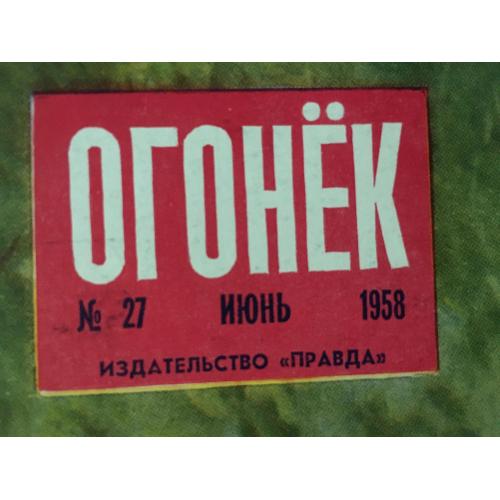 ОГОНЁК
№ 27 ИЮНЬ 1958
ИЗДАТЕЛЬСТВО «ПРАВДА»